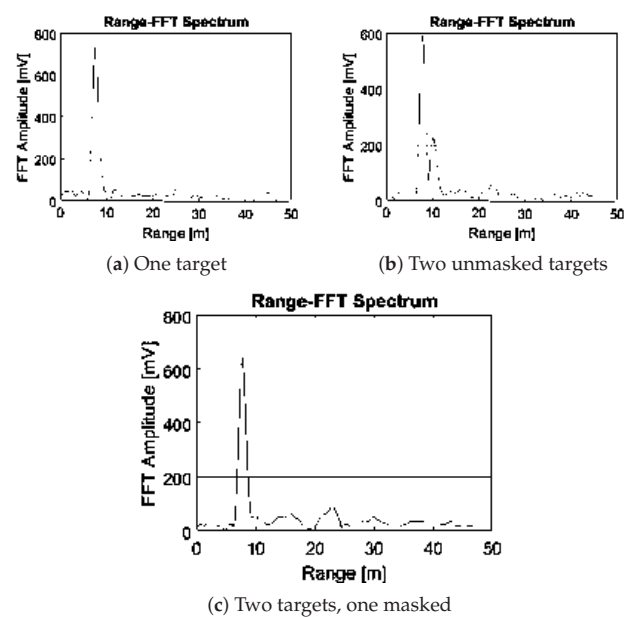 Range-FFT Spectrum
FFT Amplitude [mV]
800
600
400
200
0
0 10 20 30 40 50
Range [m]
(a) One target
Range-FFT Spectrum
FFT Amplitude [mV]
600
400
200
0
0 10 20 30 40 50
Range [m]
(b) Two unmasked targets
Range-FFT Spectrum
FFT Amplitude [mV]
800
600
400
200
0
0 10 20 30 40 50
Range [m]
(c) Two targets, one masked